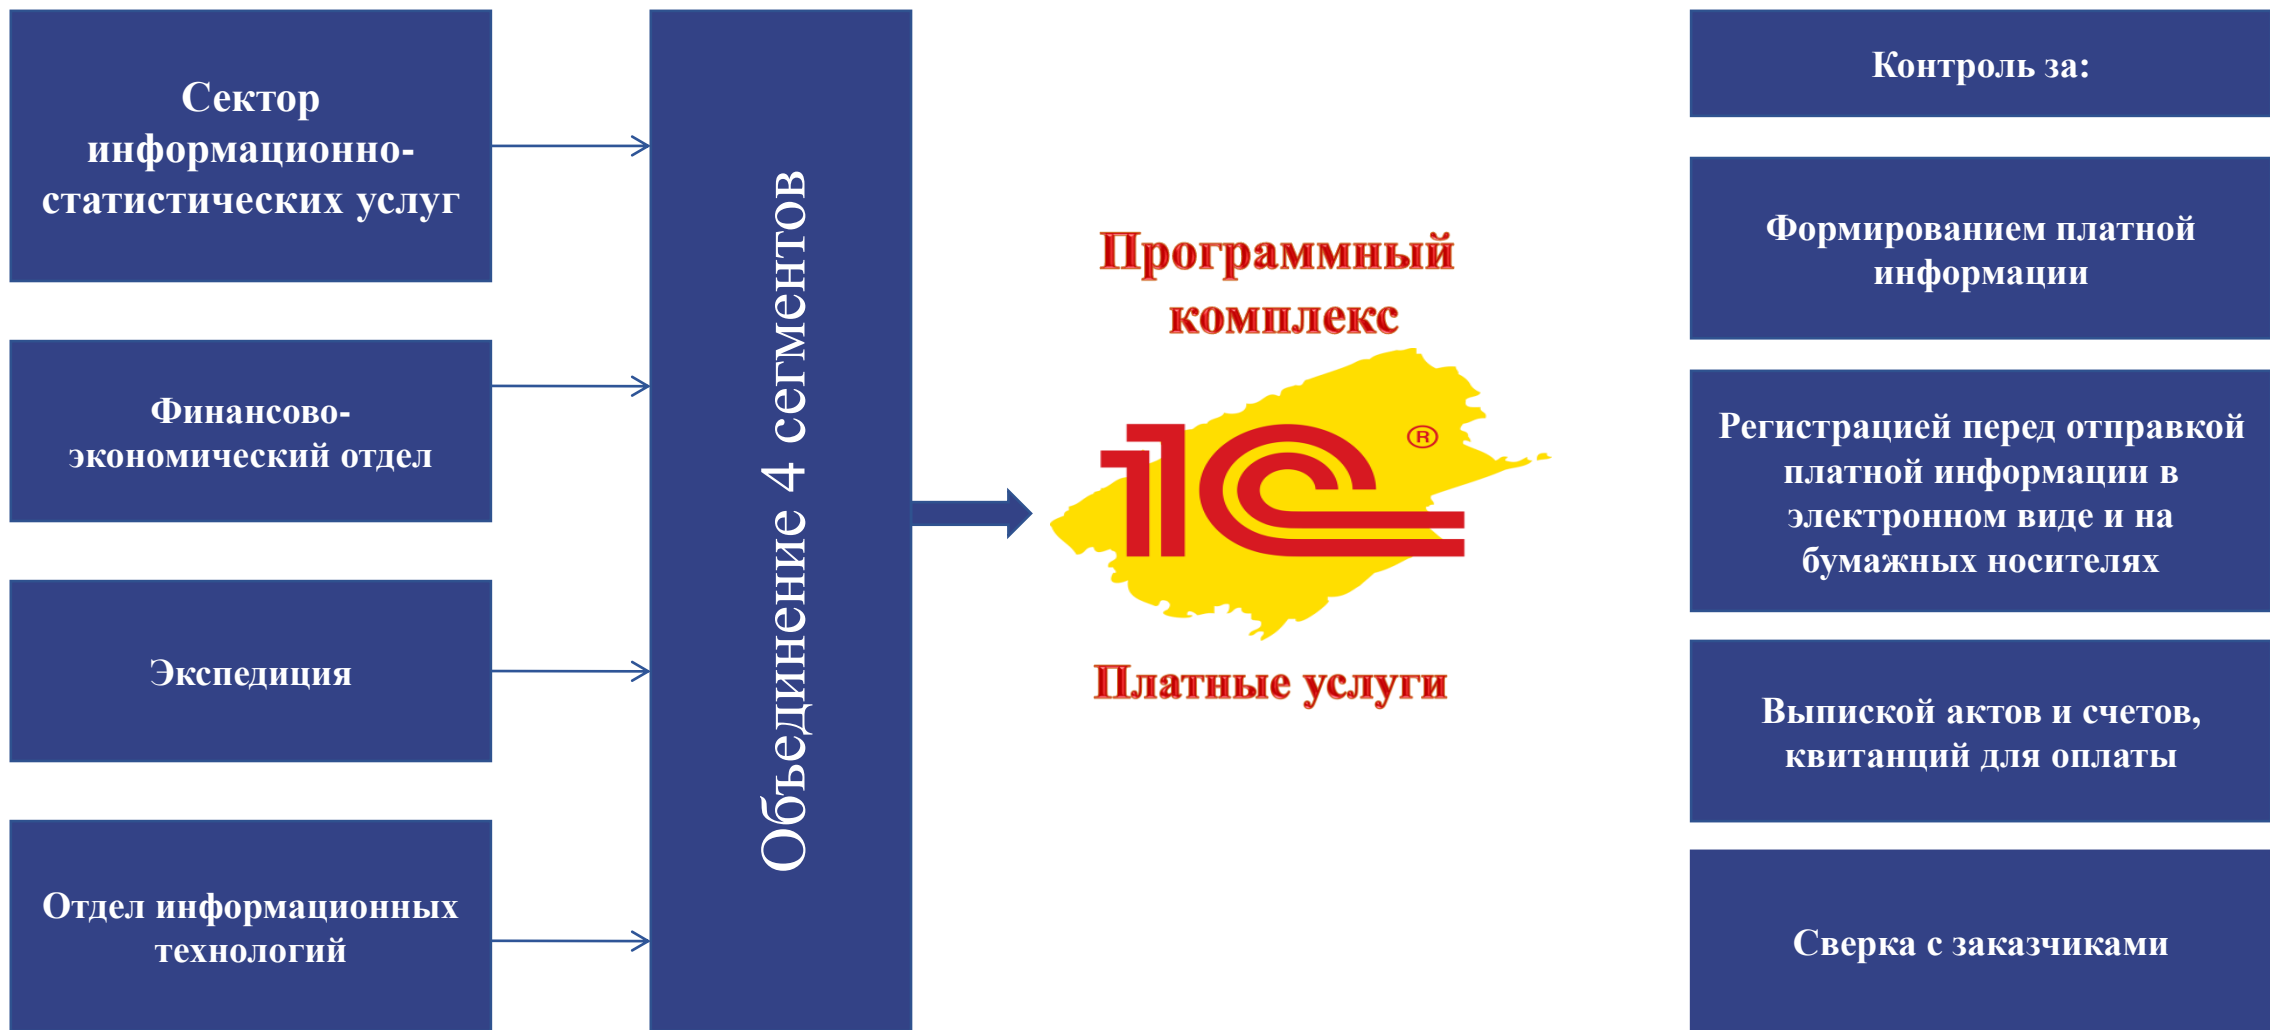 Сектор
информационно-
статистических услуг
Финансово-
экономический отдел
Экспедиция
Отдел информационных
технологий
Объединение 4 сегментов
Программный
комплекс
1С®
Платные услуги
Контроль за:
Формированием платной
информации
Регистрацией перед отправкой
платной информации в
электронном виде и на
бумажных носителях
Выпиской актов и счетов,
квитанций для оплаты
Сверка с заказчиками